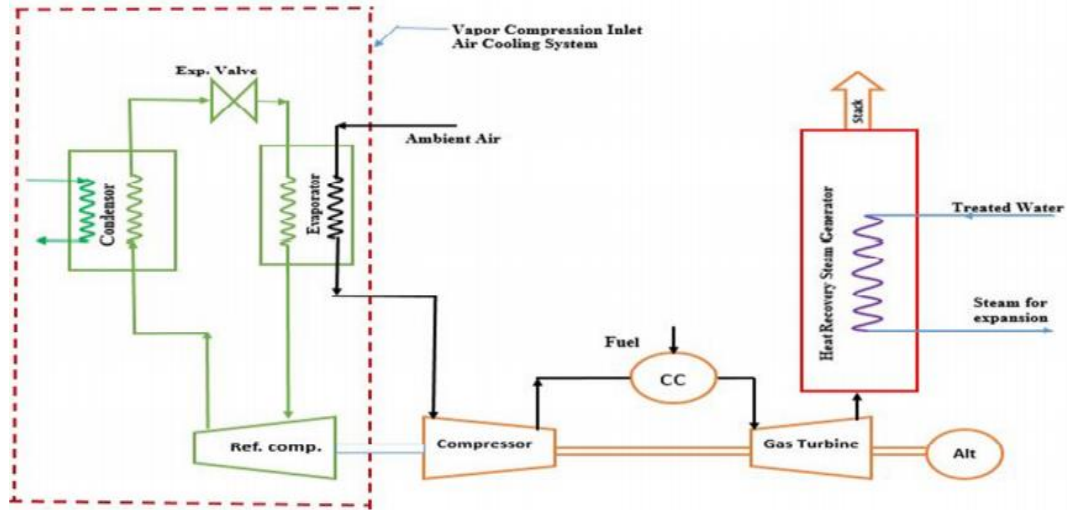 Vapor Compression Inlet
Air Cooling System
Exp. Valve
Ambient Air
Condensor
Evaporator
Stack
Heat Recovery Steam Generator
Treated Water
Steam for
expansion
Fuel
CC
Ref. comp.
Compressor
Gas Turbine
Alt